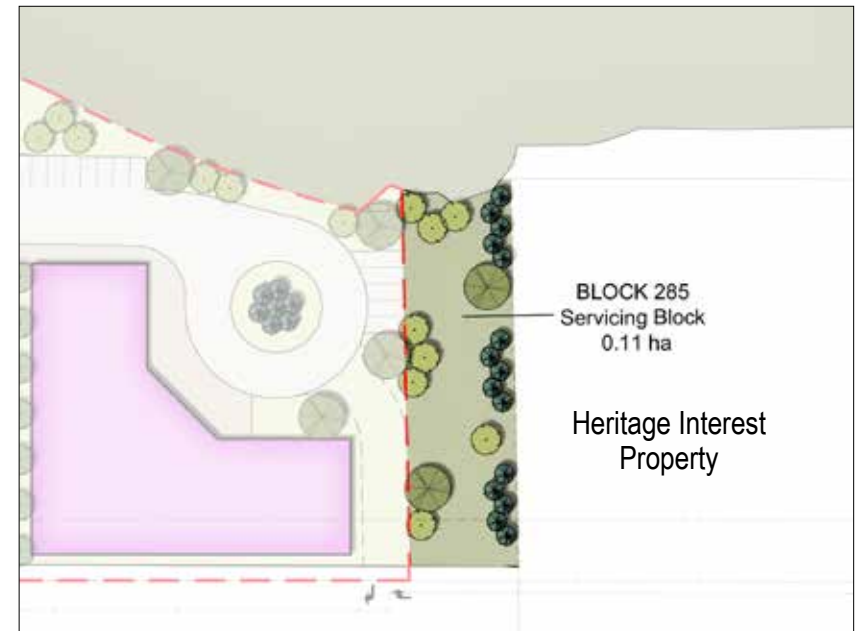 BLOCK 285
Servicing Block
0.11 ha
Heritage Interest
Property